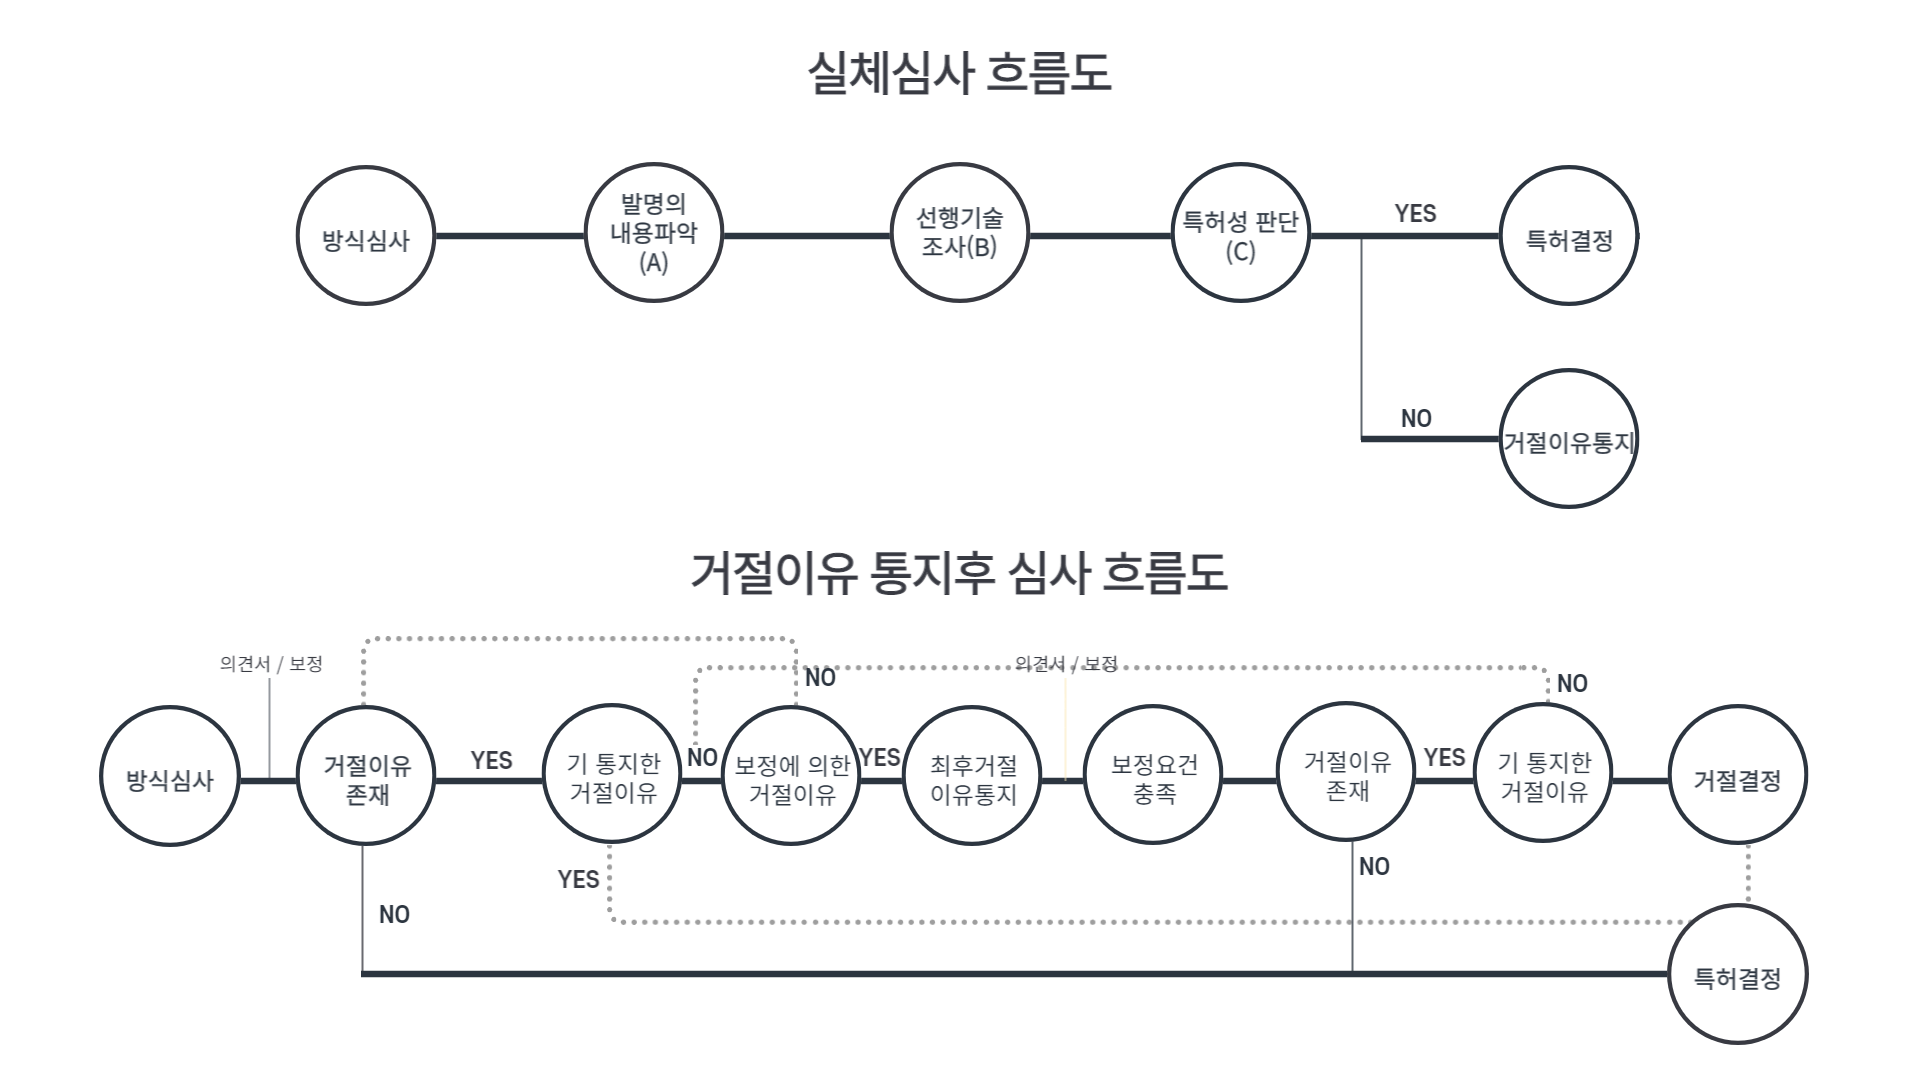 실체심사 흐름도
방식심사
발명의
내용파악
(A)
선행기술
조사(B)
특허성 판단
(C)
YES
특허결정
NO
거절이유통지
거절이유 통지후 심사 흐름도
의견서 / 보정
NO
의견서 / 보정
NO
방식심사
거절이유
존재
YES
기 통지한
거절이유
NO
보정에 의한
거절이유
YES
최후거절
이유통지
보정요건
충족
거절이유
존재
YES
기 통지한
거절이유
거절결정
YES
NO
NO
특허결정